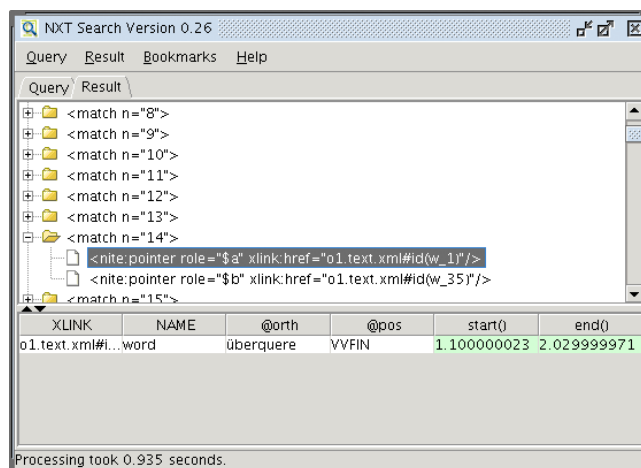 NXT Search Version 0.26
Query Result Bookmarks Help
Query Result
<match n="8">
<match n="9">
<match n="10">
<match n="11">
<match n="12">
<match n="13">
<match n="14">
<nite:pointer role="$a" xlink:href="o1.text.xml#id(w_1)"/>
<nite:pointer role="$b" xlink:href="o1.text.xml#id(w_35)"/>
<match n="15">
XLINK NAME @orth @pos start() end()
o1.text.xml#i... word überquere VVFIN 1.100000023 2.029999971
Processing took 0.935 seconds.